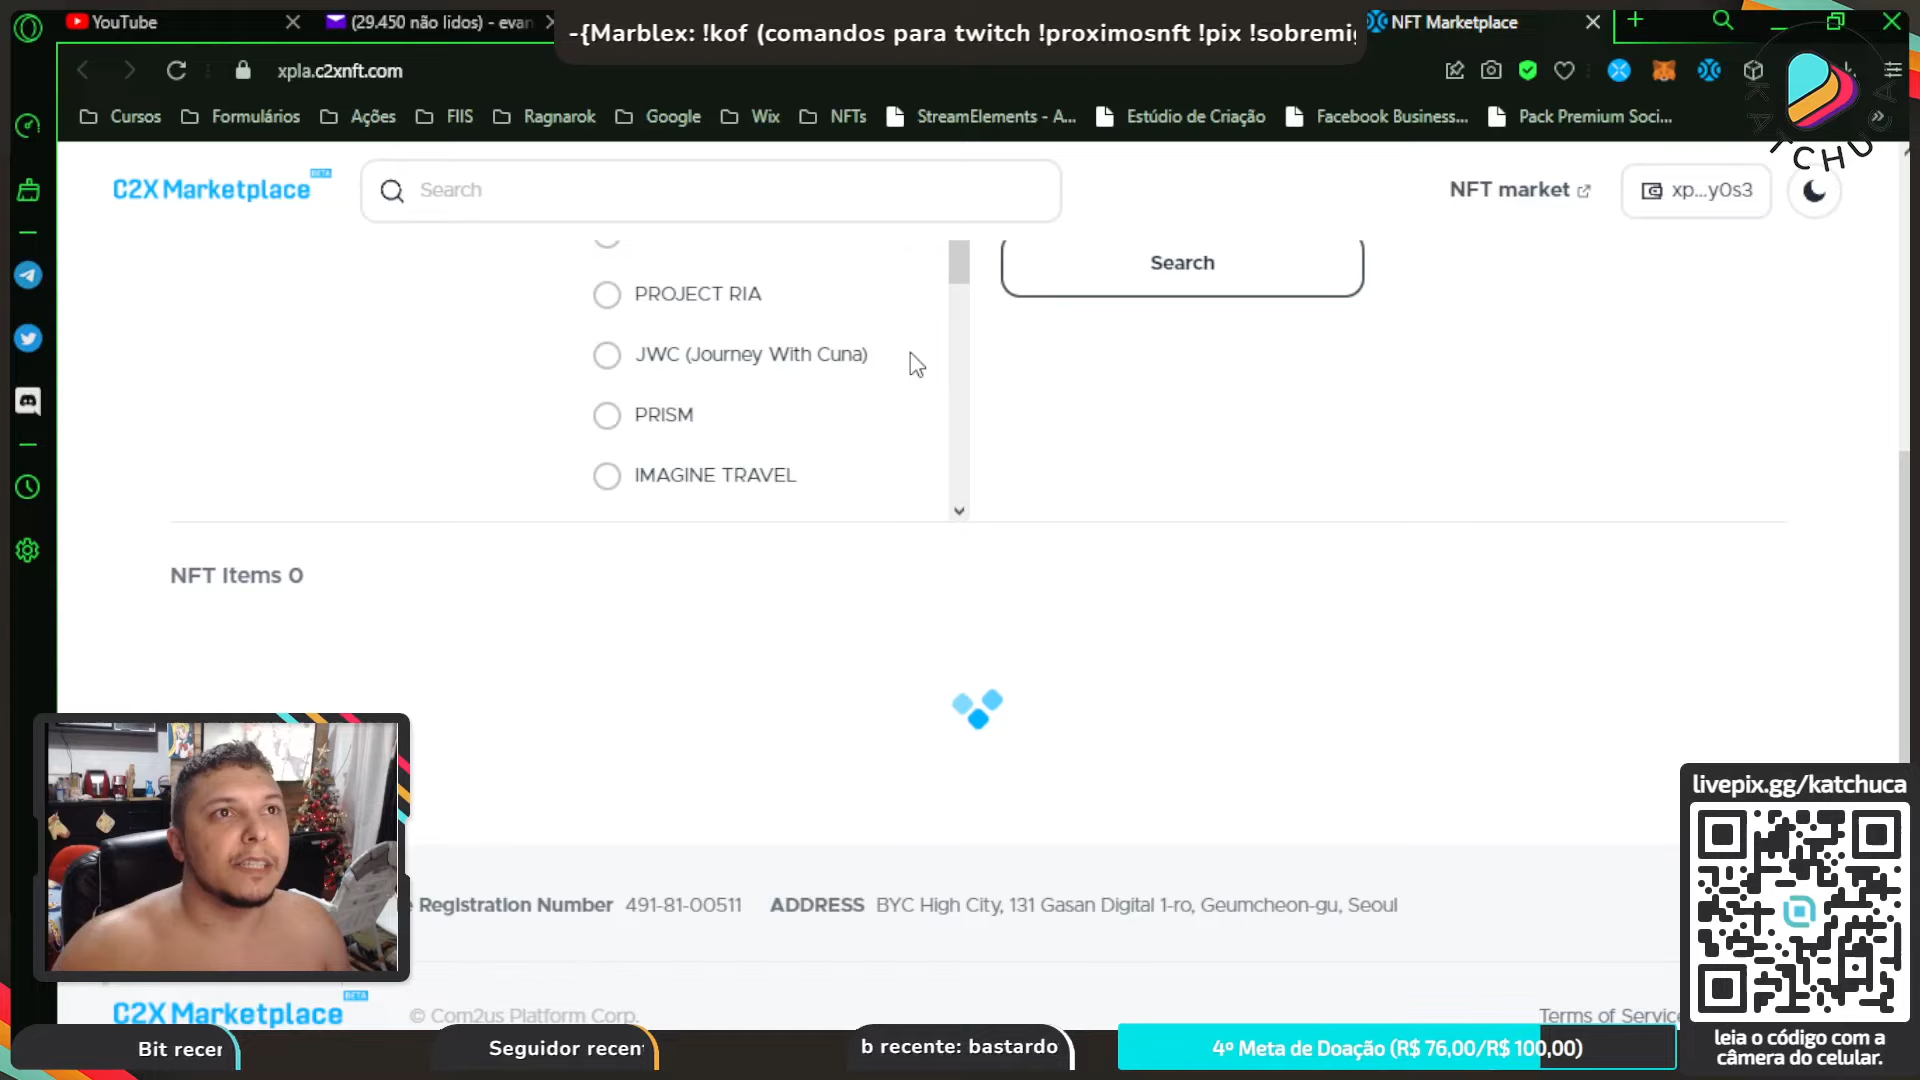 YouTube
(29.450 não lidos) - evan
-{Marblex: !kof (comandos para twitch !proximosnft !pix !sobremig
NFT Marketplace
xpla.c2xnft.com
Cursos
Formulários
Ações
FIIS
Ragnarok
Google
Wix
NFTs
StreamElements - A...
Estúdio de Criação
Facebook Business...
Pack Premium Soci...
KATCHUCA
C2X Marketplace
BETA
Search
NFT market
xp...y0s3
PROJECT RIA
JWC (Journey With Cuna)
PRISM
IMAGINE TRAVEL
Search
NFT Items 0
livepix.gg/katchuca
Registration Number 491-81-00511 ADDRESS BYC High City, 131 Gasan Digital 1-ro, Geumcheon-gu, Seoul
C2X Marketplace
BETA
© Com2us Platform Corp.
Terms of Service
leia o código com a
câmera do celular.
Bit recen
Seguidor recen
b recente: bastardo
4º Meta de Doação (R$ 76,00/R$ 100,00)